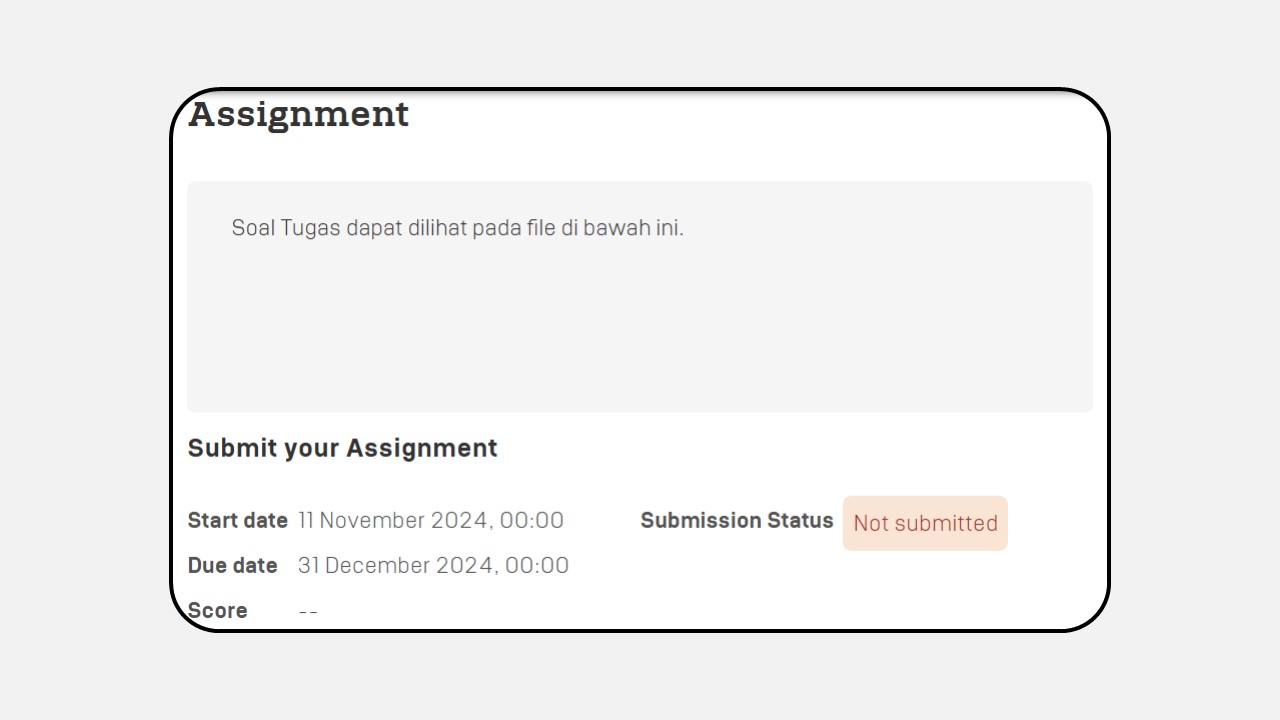 Assignment
Soal Tugas dapat dilihat pada file di bawah ini.
Submit your Assignment
Start date 11 November 2024, 00:00 Submission Status Not submitted
Due date 31 December 2024, 00:00
Score --